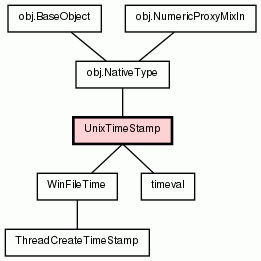 obj.BaseObject
obj.NumericProxyMixIn
obj.NativeType
UnixTimeStamp
WinFileTime
timeval
ThreadCreateTimeStamp